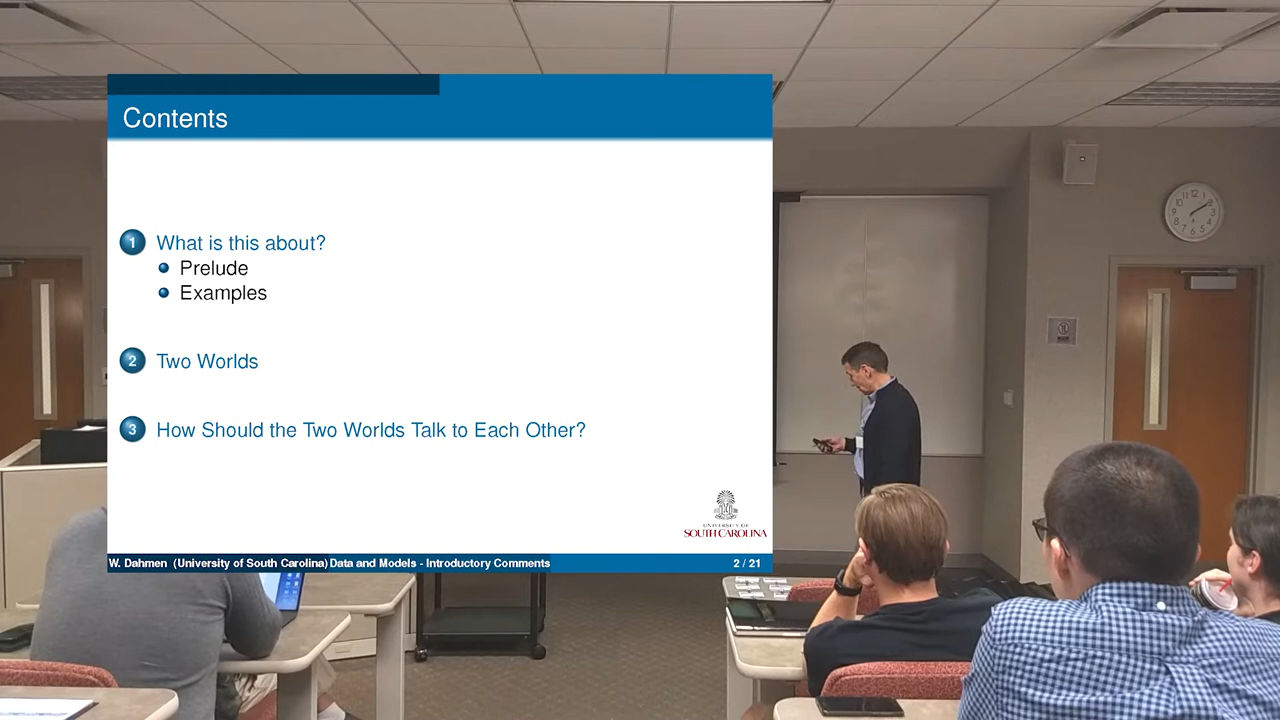 Contents
1 What is this about?
Prelude
Examples
2 Two Worlds
3 How Should the Two Worlds Talk to Each Other?
UNIVERSITY OF
SOUTH CAROLINA
W. Dahmen (University of South Carolina) Data and Models - Introductory Comments 2 / 21